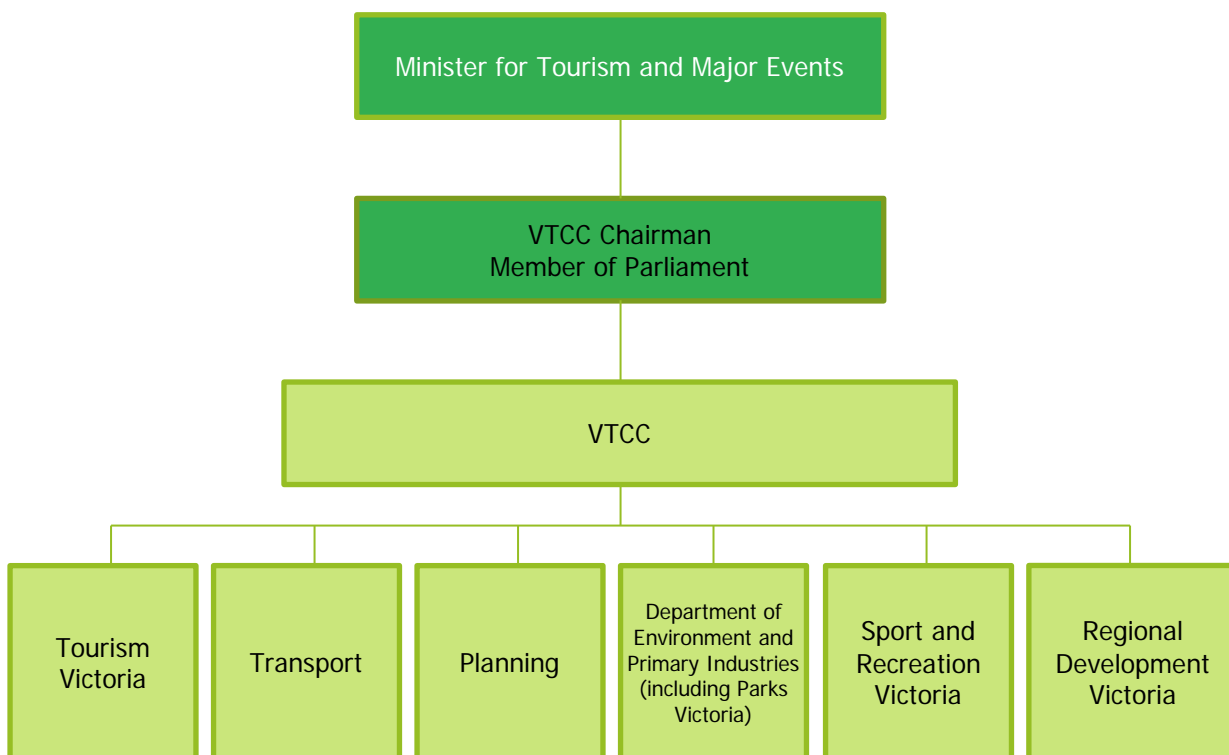 Minister for Tourism and Major Events
VTCC Chairman
Member of Parliament
VTCC
Tourism
Victoria
Transport
Planning
Department of
Environment and
Primary Industries
(including Parks
Victoria)
Sport and
Recreation
Victoria
Regional
Development
Victoria